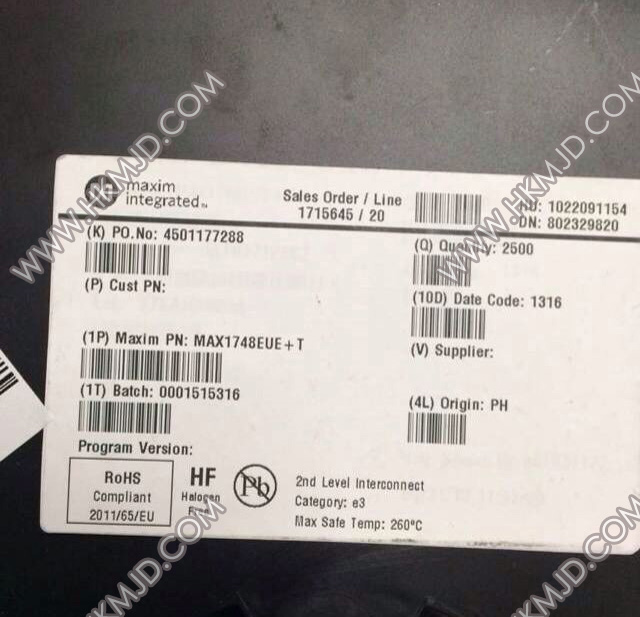 maxim
integrated™
Sales Order / Line
1715645 / 20
HU: 1022091154
DN: 802329820
(K) PO.No: 4501177288
(Q) Quantity: 2500
(P) Cust PN:
(10D) Date Code: 1316
(1P) Maxim PN: MAX1748EUE+T
(V) Supplier:
(1T) Batch: 0001515316
(4L) Origin: PH
Program Version:
RoHS
Compliant
2011/65/EU
HF
Halogen
Free
Pb
2nd Level Interconnect
Category: e3
Max Safe Temp: 260°C
WWW.HKMJD.COM
WWW.HKMJD.COM
WWW.HKMJD.COM
WWW.HKMJD.COM